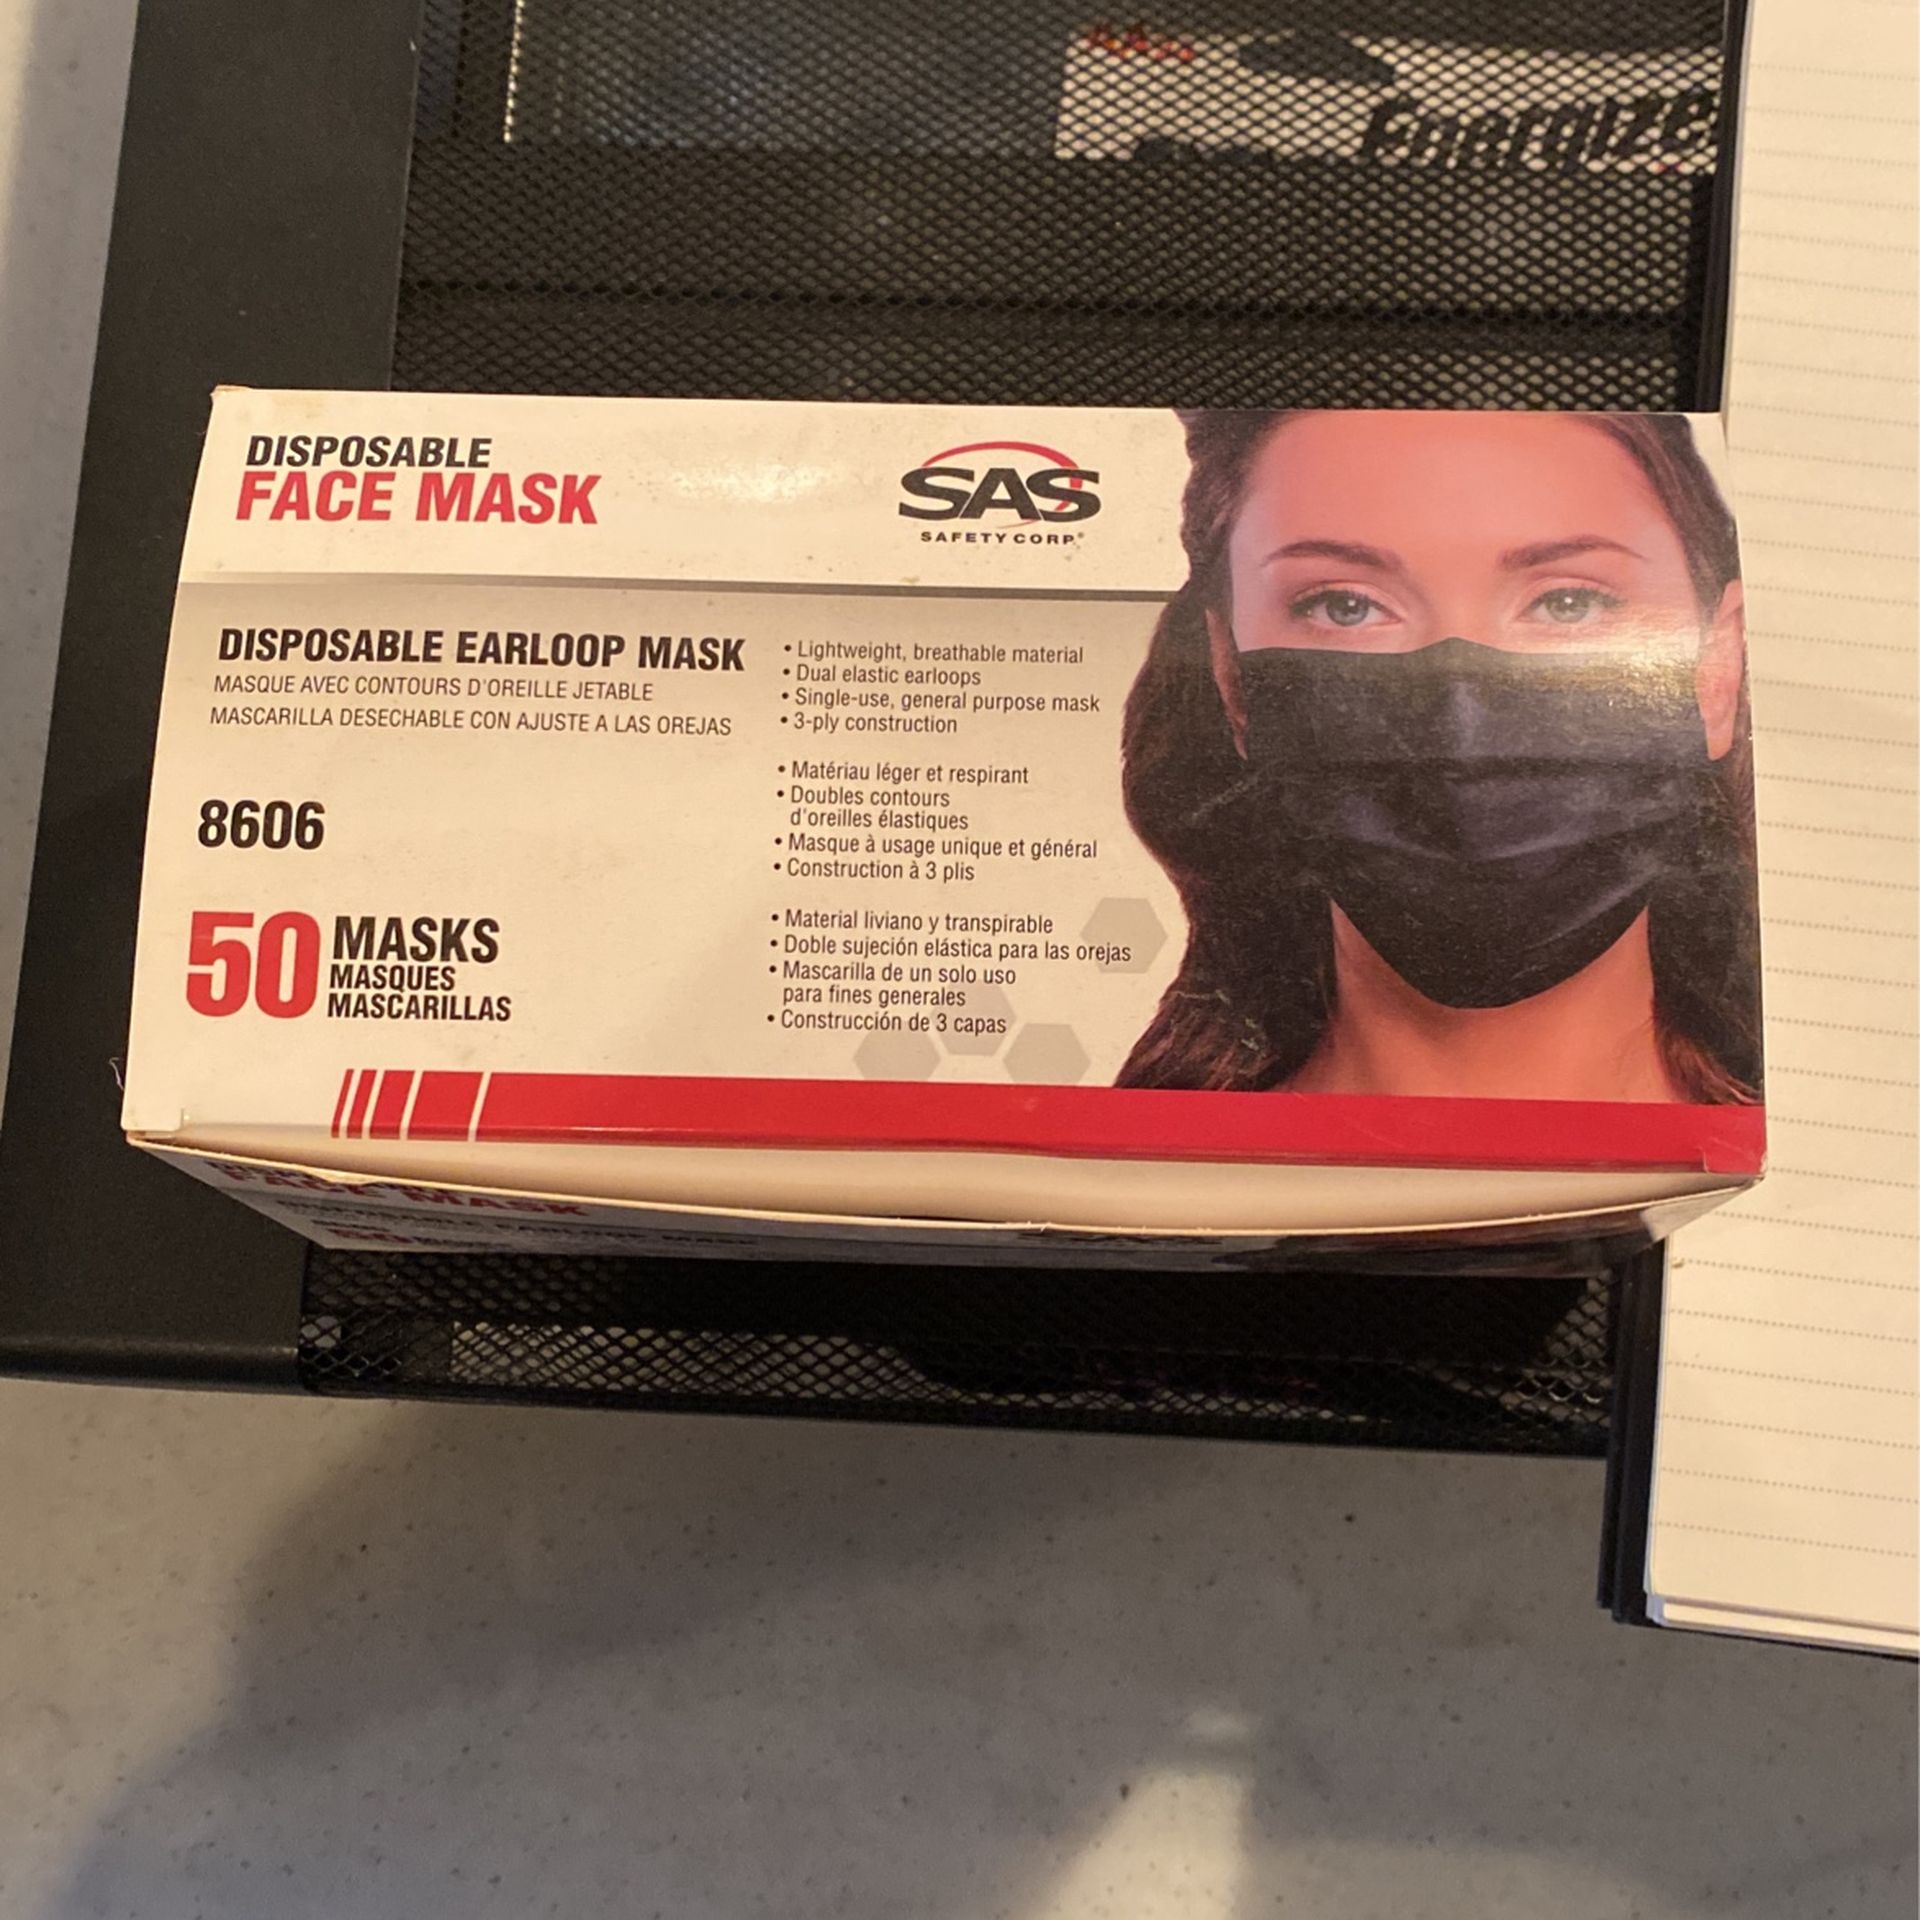 Energize
DISPOSABLE
FACE MASK
SAS
SAFETY CORP.®
DISPOSABLE EARLOOP MASK
MASQUE AVEC CONTOURS D'OREILLE JETABLE
MASCARILLA DESECHABLE CON AJUSTE A LAS OREJAS
8606
50 MASKS
MASQUES
MASCARILLAS
• Lightweight, breathable material
• Dual elastic earloops
• Single-use, general purpose mask
• 3-ply construction
• Matériau léger et respirant
• Doubles contours
d'oreilles élastiques
• Masque à usage unique et général
• Construction à 3 plis
• Material liviano y transpirable
• Doble sujeción elástica para las orejas
• Mascarilla de un solo uso
para fines generales
• Construcción de 3 capas
FACE MASK